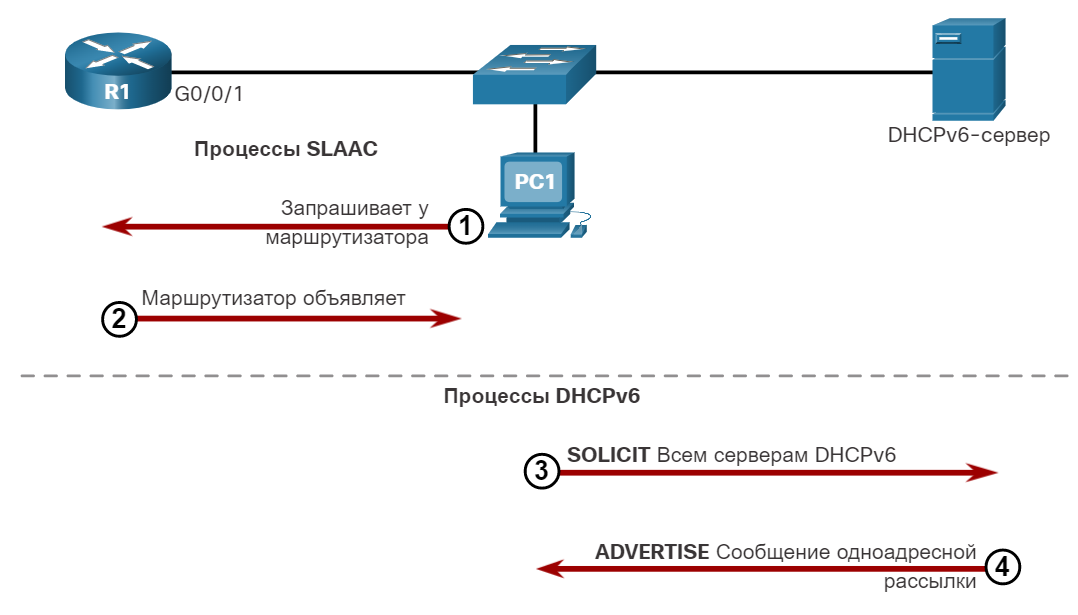 R1
G0/0/1
DHCPv6-сервер
Процессы SLAAC
PC1
Запрашивает у
маршрутизатора
1
Маршрутизатор объявляет
2
Процессы DHCPv6
SOLICIT Всем серверам DHCPv6
3
ADVERTISE Сообщение одноадресной
рассылки
4